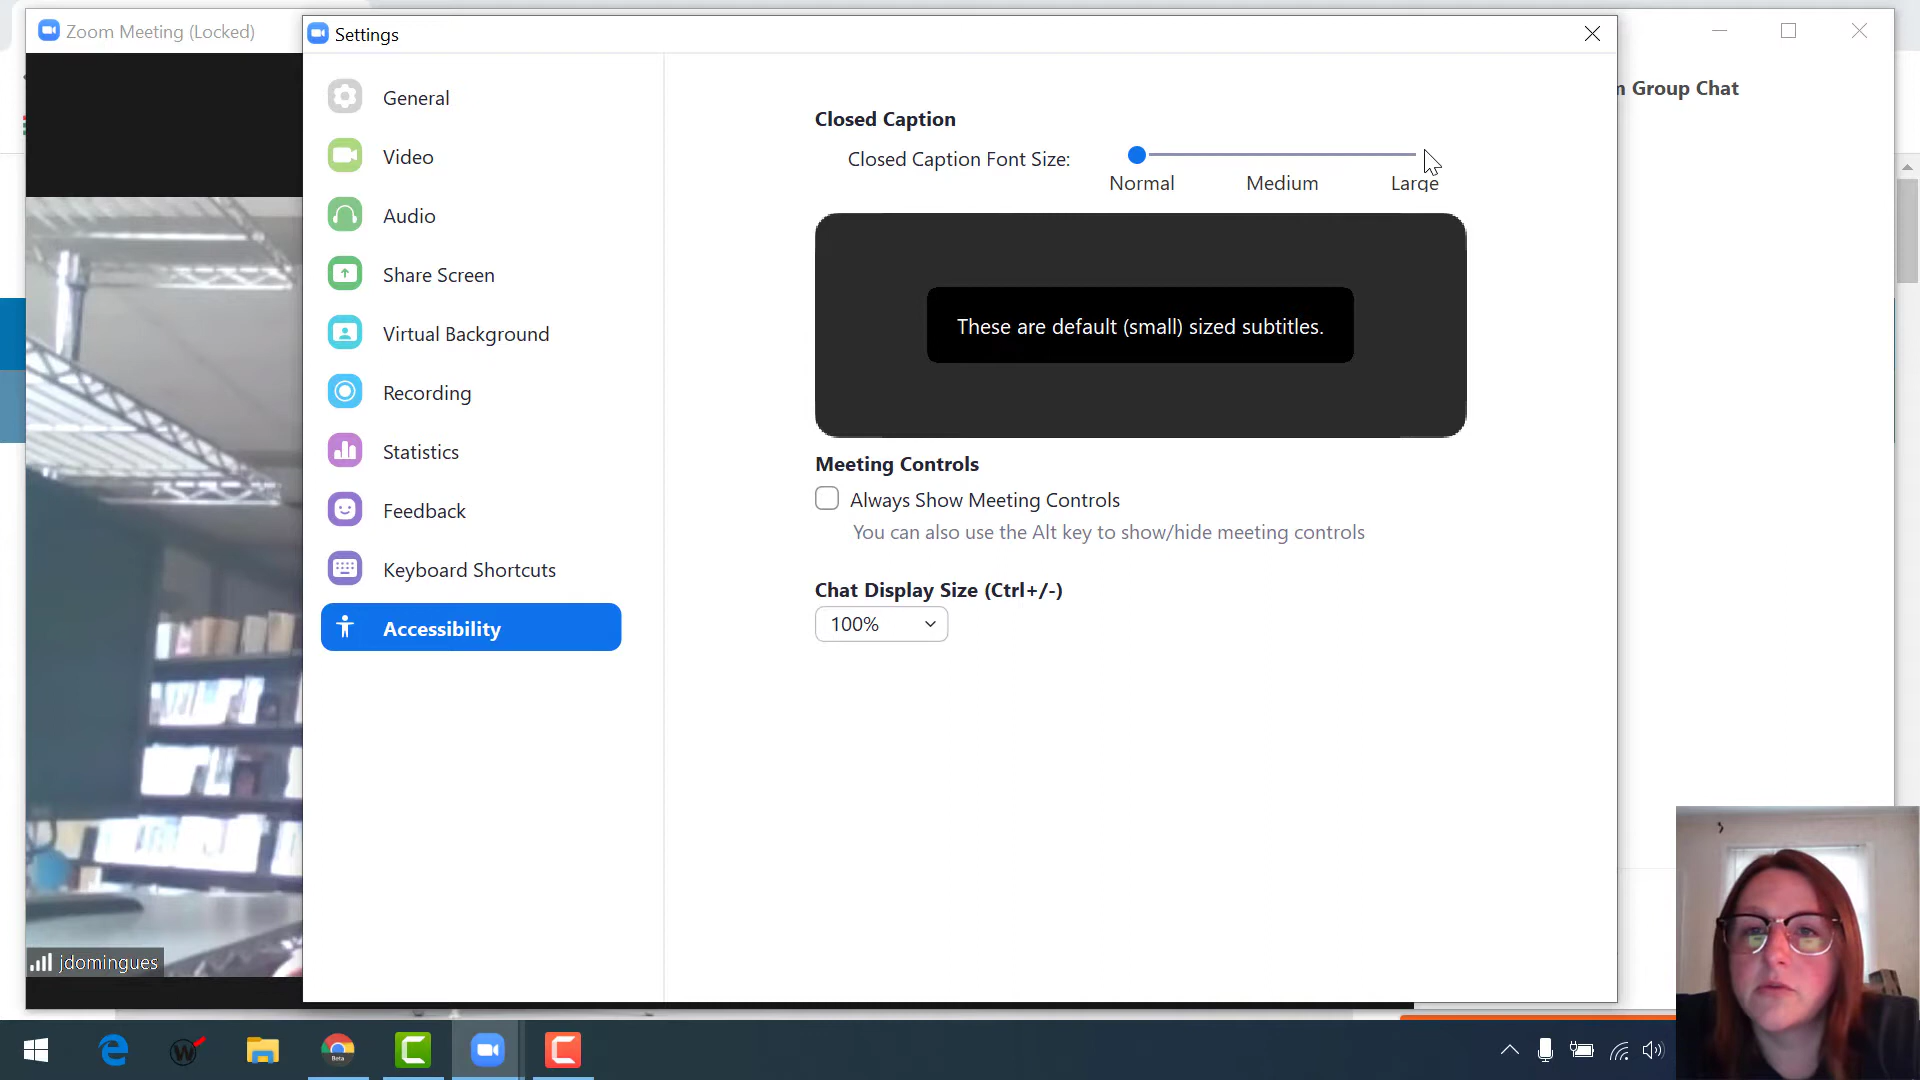 Zoom Meeting (Locked)
Settings
Group Chat
General
Video
Audio
Share Screen
Virtual Background
Recording
Statistics
Feedback
Keyboard Shortcuts
Accessibility
Closed Caption
Closed Caption Font Size:
Normal
Medium
Large
These are default (small) sized subtitles.
Meeting Controls
Always Show Meeting Controls
You can also use the Alt key to show/hide meeting controls
Chat Display Size (Ctrl+/-)
100%
jdomingues
Beta